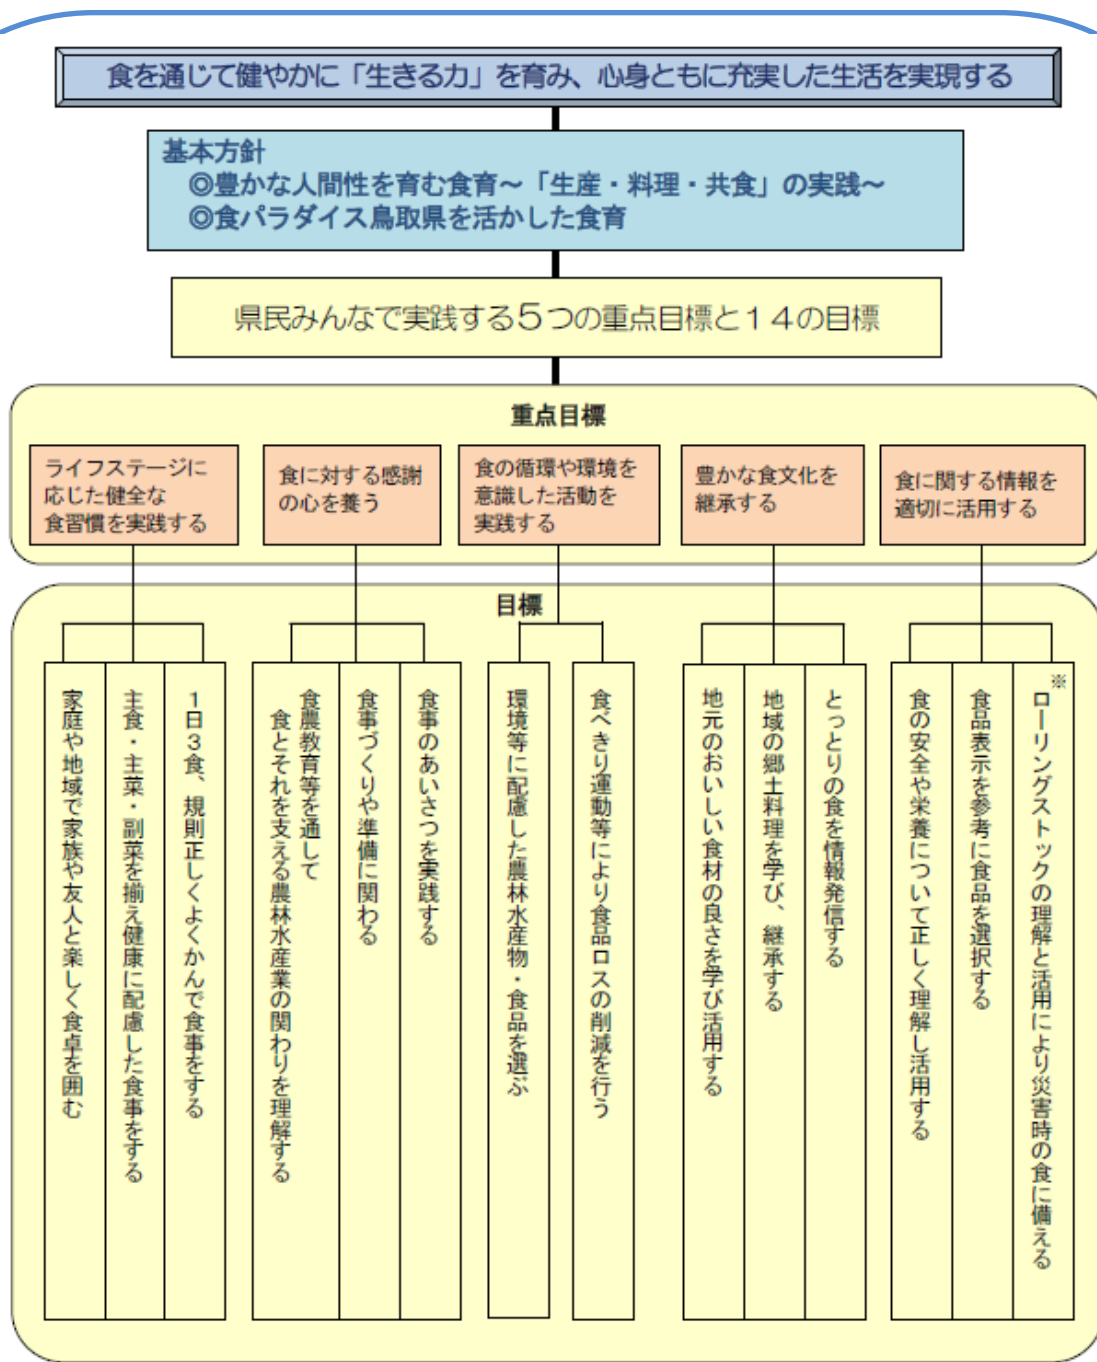 食を通じて健やかに「生きる力」を育み、心身ともに充実した生活を実現する
基本方針
◎豊かな人間性を育む食育～「生産・料理・共食」の実践～
◎食パラダイス鳥取県を活かした食育
県民みんなで実践する５つの重点目標と１４の目標
重点目標
ライフステージに
応じた健全な
食習慣を実践する
食に対する感謝
の心を養う
食の循環や環境を
意識した活動を
実践する
豊かな食文化を
継承する
食に関する情報を
適切に活用する
目標
１日３食、規則正しくよくかんで食事をする
主食・主菜・副菜を揃え健康に配慮した食事をする
家庭や地域で家族や友人と楽しく食卓を囲む
食事のあいさつを実践する
食事づくりや準備に関わる
食農教育等を通して
食とそれを支える農林水産業の関わりを理解する
食べきり運動等により食品ロスの削減を行う
環境等に配慮した農林水産物・食品を選ぶ
とっとりの食を情報発信する
地域の郷土料理を学び、継承する
地元のおいしい食材の良さを学び活用する
※
ローリングストックの理解と活用により災害時の食に備える
食品表示を参考に食品を選択する
食の安全や栄養について正しく理解し活用する